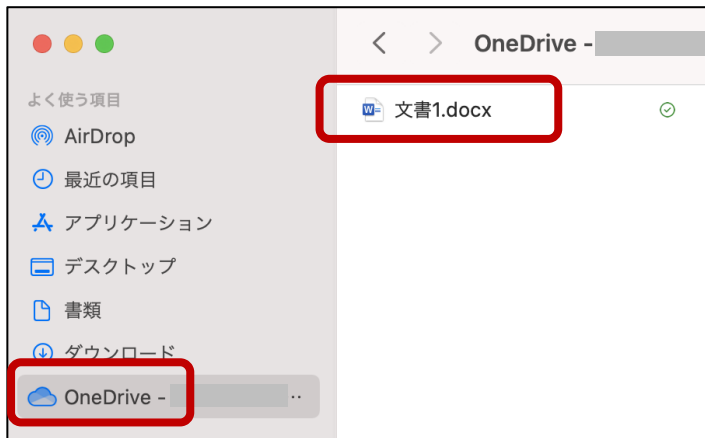 OneDrive -
よく使う項目
文書1.docx
AirDrop
最近の項目
アプリケーション
デスクトップ
書類
ダウンロード
OneDrive -